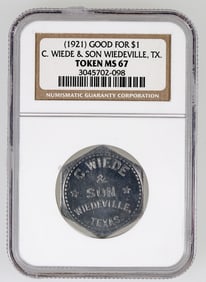 (1921) GOOD FOR $1
C. WIEDE & SON WIEDEVILLE, TX.
TOKEN MS 67
3045702-098
NUMISMATIC GUARANTY CORPORATION
C. WIEDE
&
SON
WIEDEVILLE,
TEXAS